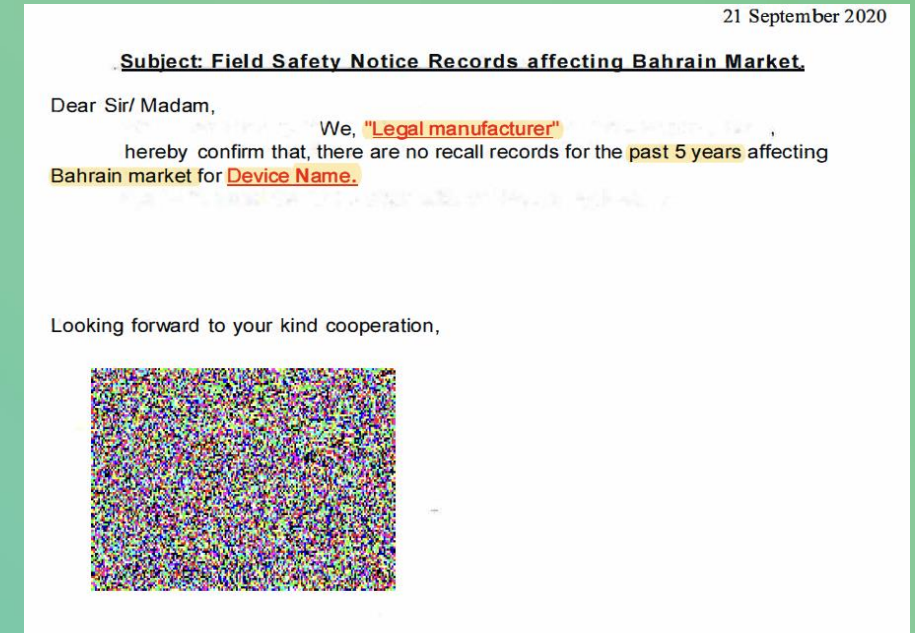 21 September 2020
Subject: Field Safety Notice Records affecting Bahrain Market.
Dear Sir/ Madam,
We, "Legal manufacturer" ,
hereby confirm that, there are no recall records for the past 5 years affecting
Bahrain market for Device Name.
Looking forward to your kind cooperation,